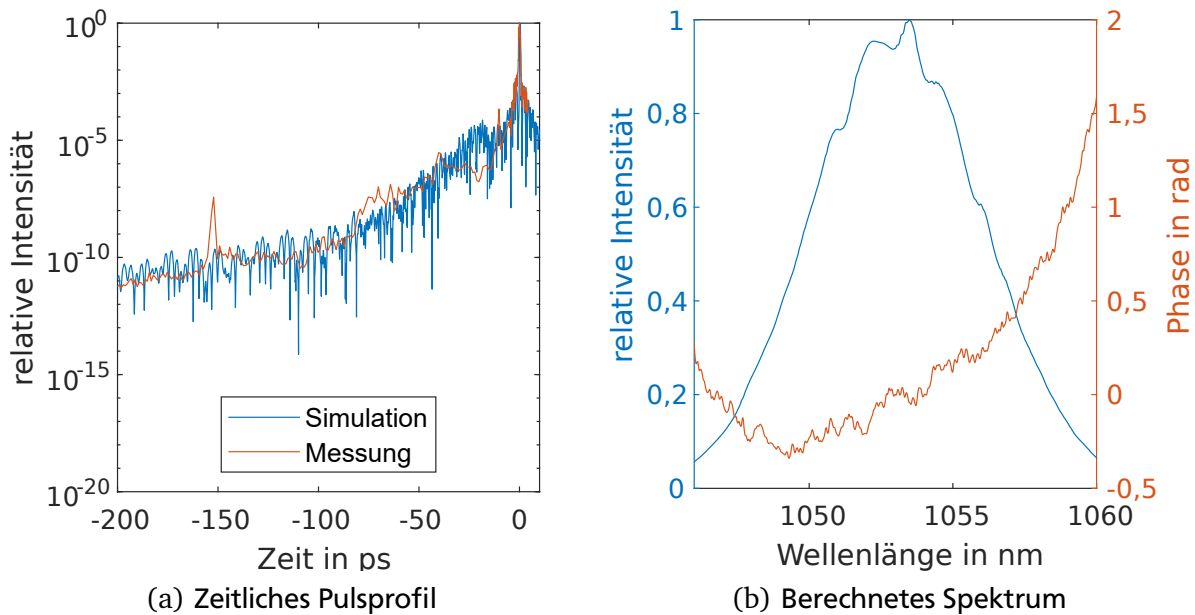 10^0
10^-5
10^-10
10^-15
10^-20
relative Intensität
-200
-150
-100
-50
0
Zeit in ps
Simulation
Messung
(a) Zeitliches Pulsprofil
1
0,8
0,6
0,4
0,2
0
relative Intensität
2
1,5
1
0,5
0
-0,5
Phase in rad
1050
1055
1060
Wellenlänge in nm
(b) Berechnetes Spektrum